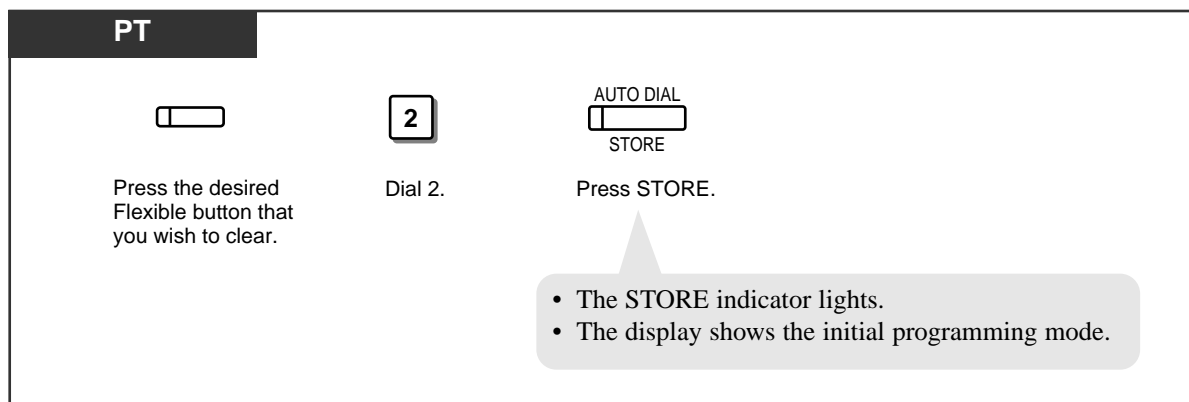 PT
2
AUTO DIAL
STORE
Press the desired
Flexible button that
you wish to clear.
Dial 2.
Press STORE.
• The STORE indicator lights.
• The display shows the initial programming mode.